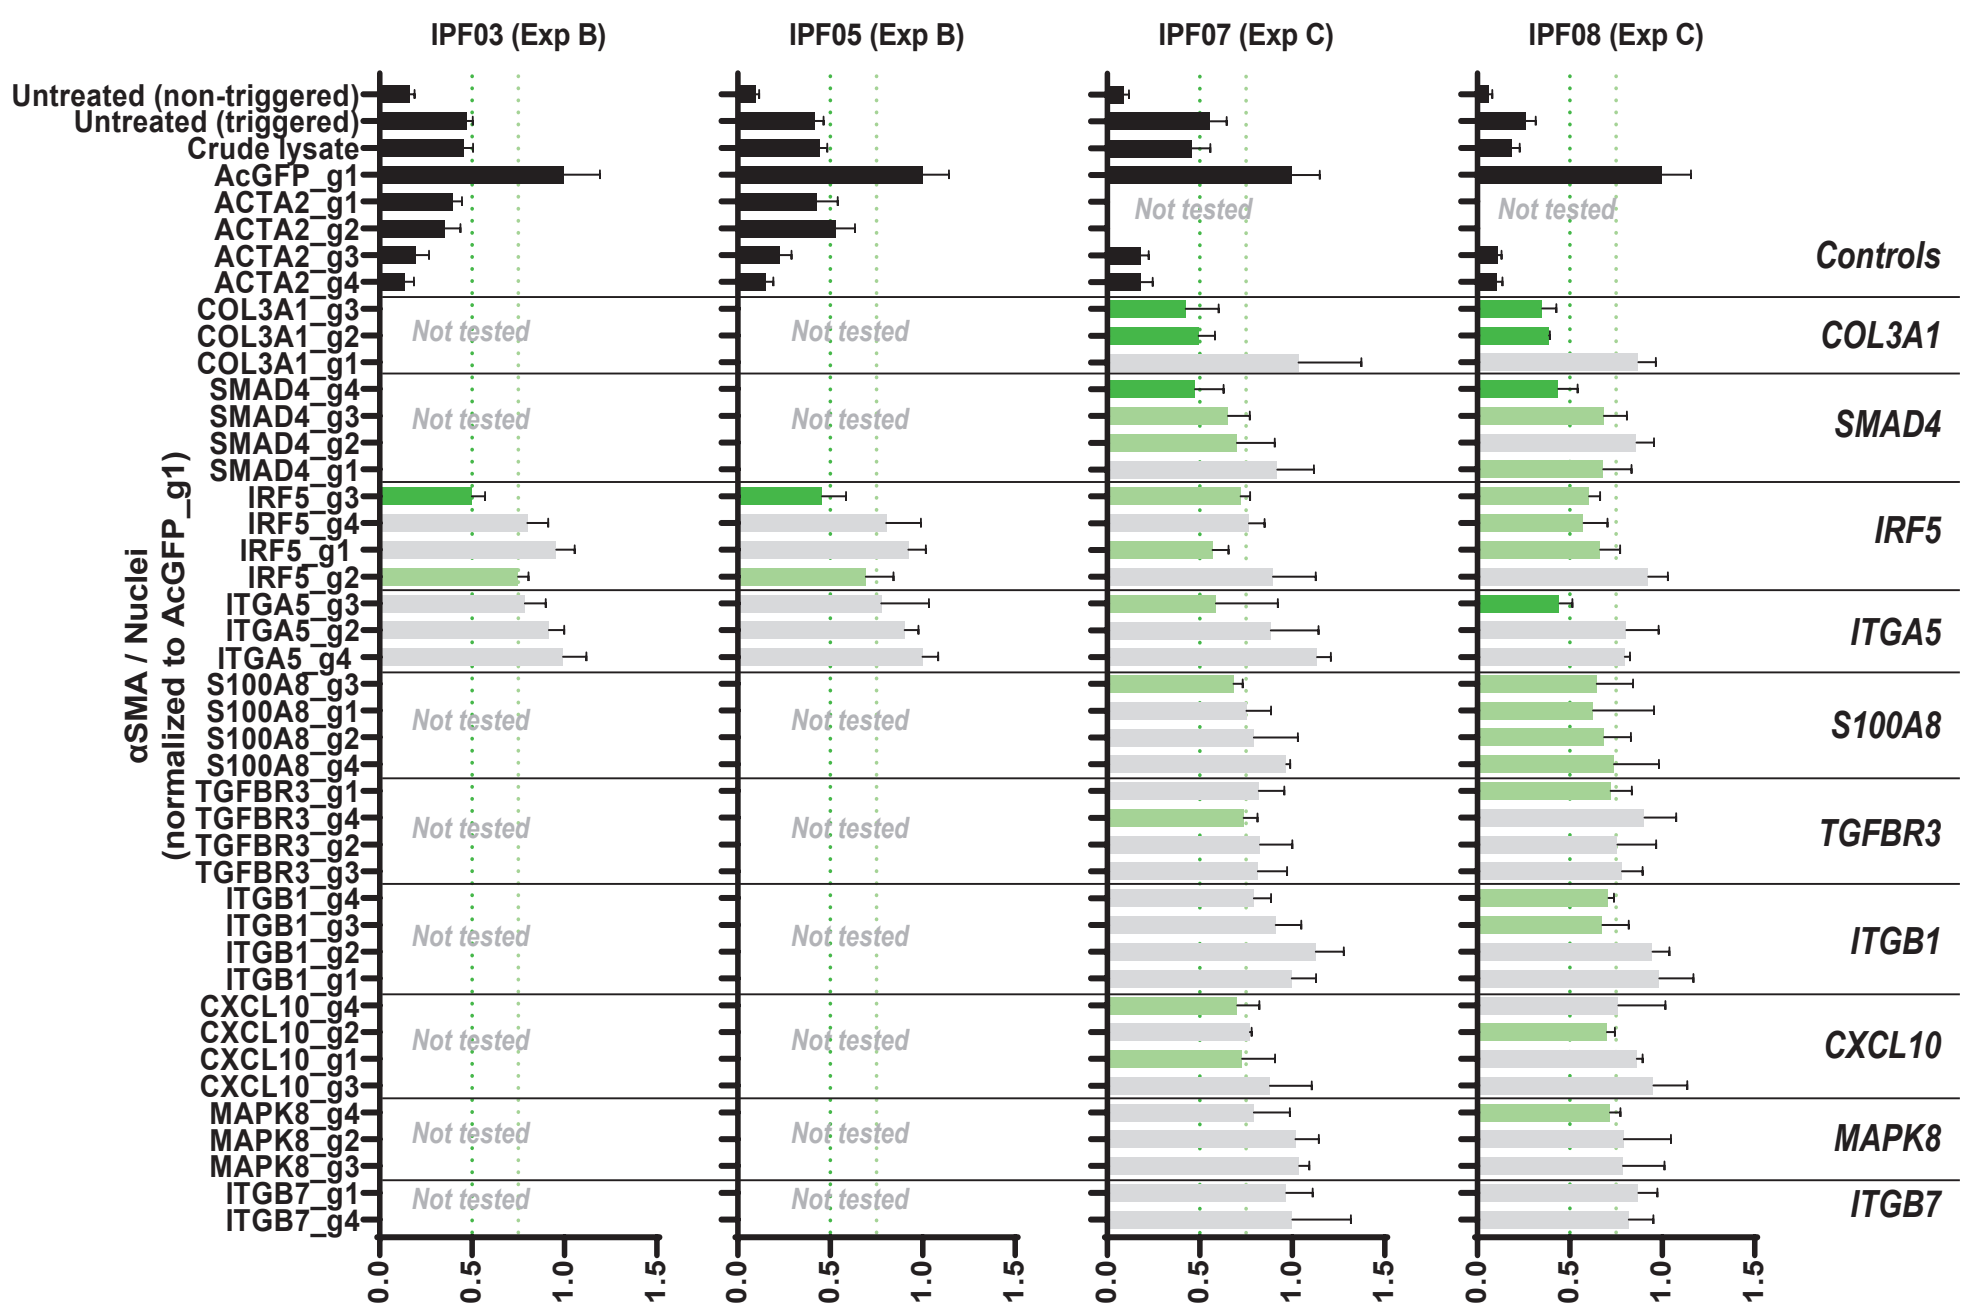 IPF03 (Exp B) IPF05 (Exp B) IPF07 (Exp C) IPF08 (Exp C)
αSMA / Nuclei
(normalized to AcGFP_g1)
Untreated (non-triggered)
Untreated (triggered)
Crude lysate
AcGFP_g1
ACTA2_g1
Not tested Not tested
ACTA2_g2
ACTA2_g3
Controls
ACTA2_g4
COL3A1_g3
COL3A1_g2
Not tested Not tested COL3A1
COL3A1_g1
SMAD4_g4
SMAD4_g3
Not tested Not tested SMAD4
SMAD4_g2
SMAD4_g1
IRF5_g3
IRF5_g4
IRF5
IRF5_g1
IRF5_g2
ITGA5_g3
ITGA5_g2
ITGA5
ITGA5_g4
S100A8_g3
S100A8_g1
Not tested Not tested S100A8
S100A8_g2
S100A8_g4
TGFBR3_g1
TGFBR3_g4
Not tested Not tested TGFBR3
TGFBR3_g2
TGFBR3_g3
ITGB1_g4
ITGB1_g3
Not tested Not tested ITGB1
ITGB1_g2
ITGB1_g1
CXCL10_g4
CXCL10_g2
Not tested Not tested CXCL10
CXCL10_g1
CXCL10_g3
MAPK8_g4
MAPK8_g2
Not tested Not tested MAPK8
MAPK8_g3
ITGB7_g1
Not tested Not tested ITGB7
ITGB7_g4
0.0 0.5 1.0 1.5 0.0 0.5 1.0 1.5 0.0 0.5 1.0 1.5 0.0 0.5 1.0 1.5